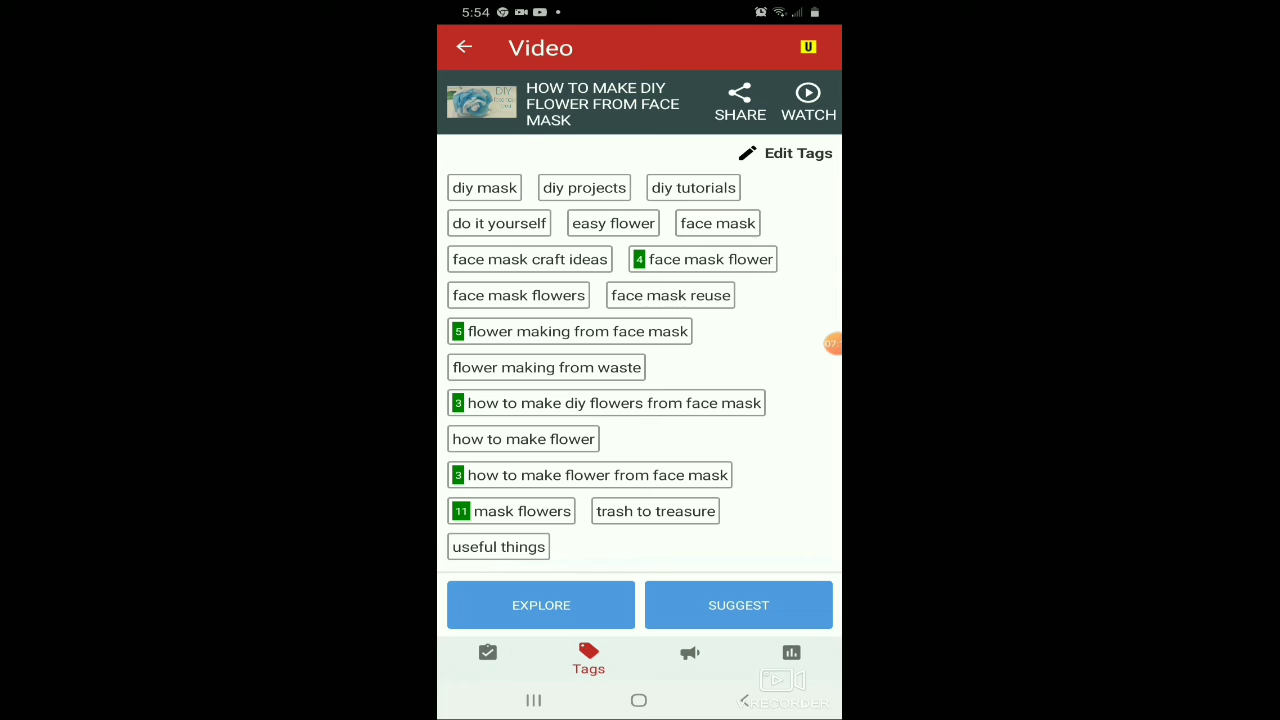 5:54
Video
U
HOW TO MAKE DIY
FLOWER FROM FACE
MASK
SHARE
WATCH
DIY
Edit Tags
diy mask diy projects diy tutorials
do it yourself easy flower face mask
face mask craft ideas 4 face mask flower
face mask flowers face mask reuse
07:
5 flower making from face mask
flower making from waste
3 how to make diy flowers from face mask
how to make flower
3 how to make flower from face mask
11 mask flowers trash to treasure
useful things
EXPLORE SUGGEST
Tags
RECORDER